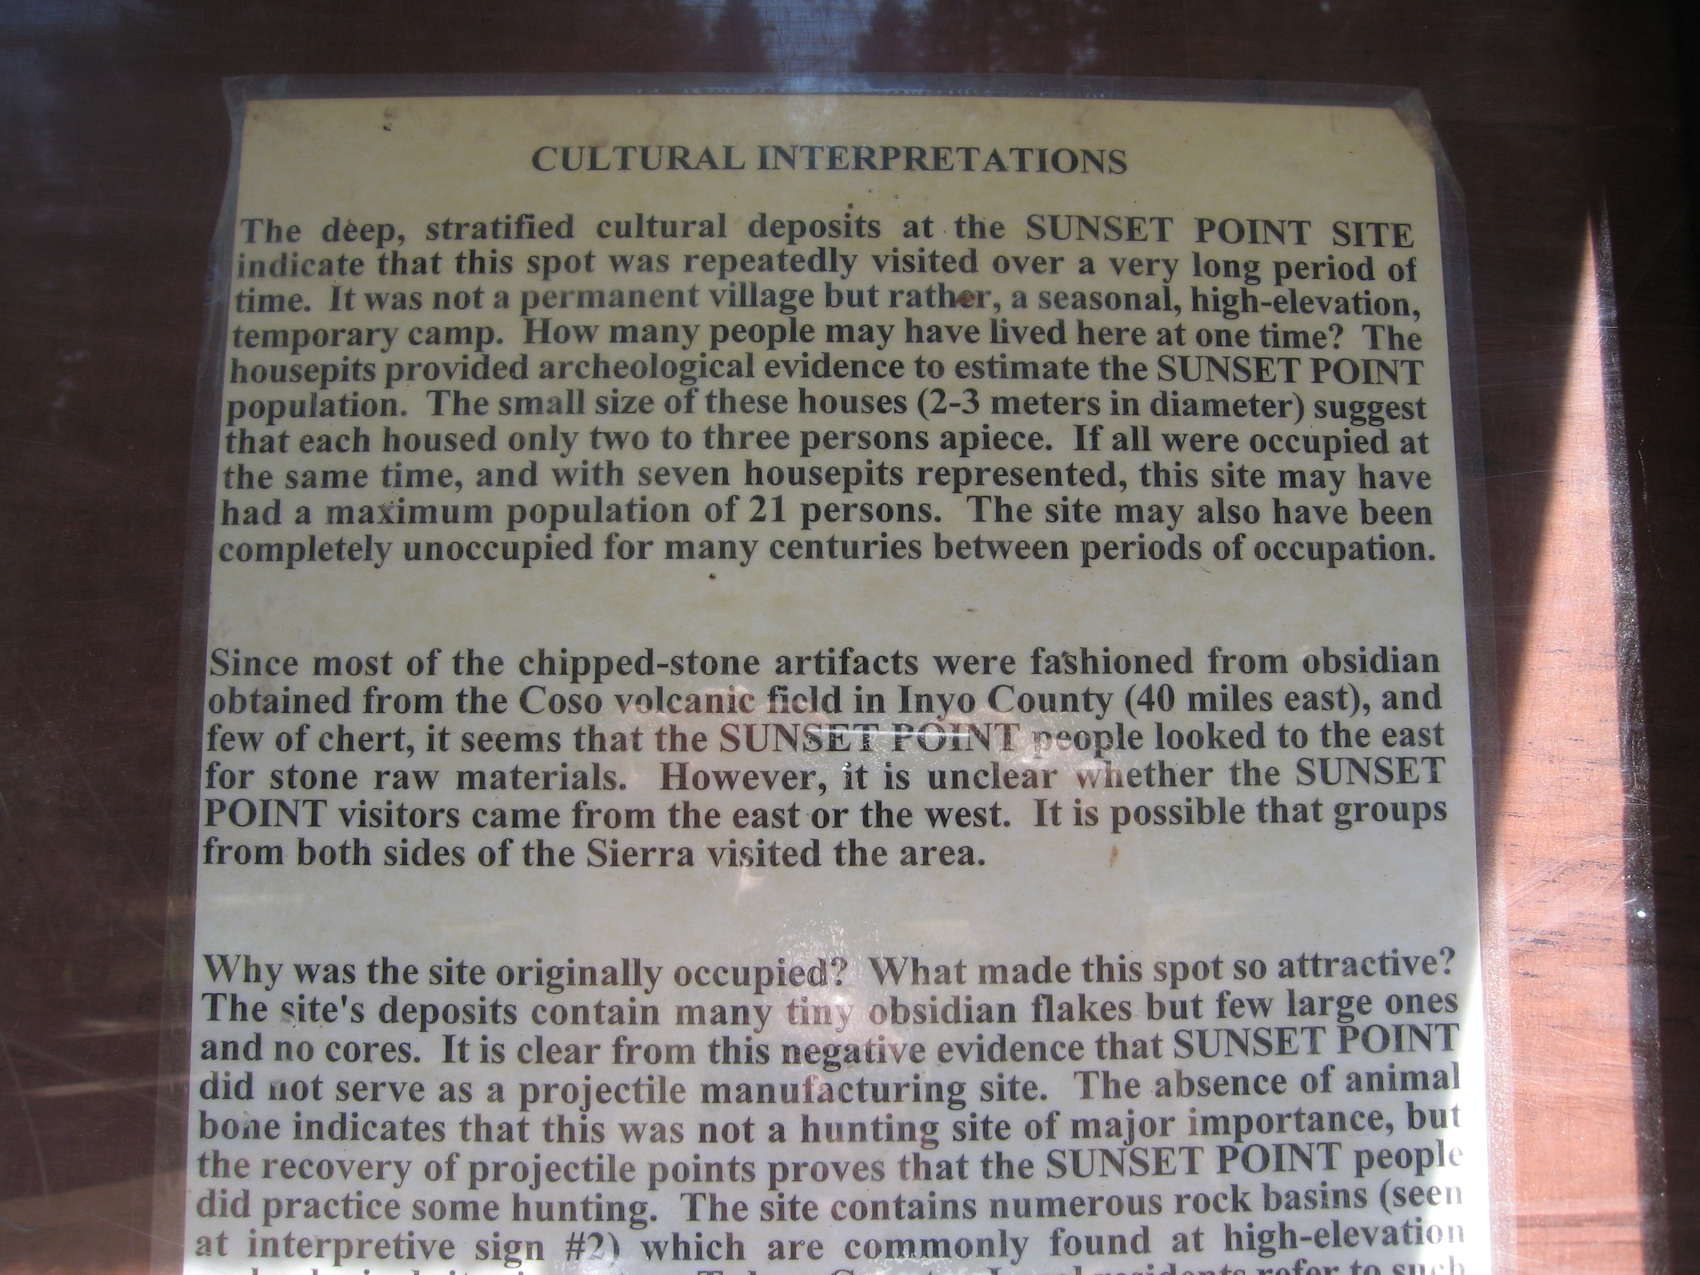 CULTURAL INTERPRETATIONS
The deep, stratified cultural deposits at the SUNSET POINT SITE
indicate that this spot was repeatedly visited over a very long period of
time. It was not a permanent village but rather, a seasonal, high-elevation,
temporary camp. How many people may have lived here at one time? The
housepits provided archeological evidence to estimate the SUNSET POINT
population. The small size of these houses (2-3 meters in diameter) suggest
that each housed only two to three persons apiece. If all were occupied at
the same time, and with seven housepits represented, this site may have
had a maximum population of 21 persons. The site may also have been
completely unoccupied for many centuries between periods of occupation.
Since most of the chipped-stone artifacts were fashioned from obsidian
obtained from the Coso volcanic field in Inyo County (40 miles east), and
few of chert, it seems that the SUNSET POINT people looked to the east
for stone raw materials. However, it is unclear whether the SUNSET
POINT visitors came from the east or the west. It is possible that groups
from both sides of the Sierra visited the area.
Why was the site originally occupied? What made this spot so attractive?
The site's deposits contain many tiny obsidian flakes but few large ones
and no cores. It is clear from this negative evidence that SUNSET POINT
did not serve as a projectile manufacturing site. The absence of animal
bone indicates that this was not a hunting site of major importance, but
the recovery of projectile points proves that the SUNSET POINT people
did practice some hunting. The site contains numerous rock basins (seen
at interpretive sign #2) which are commonly found at high-elevation
residents refer to such